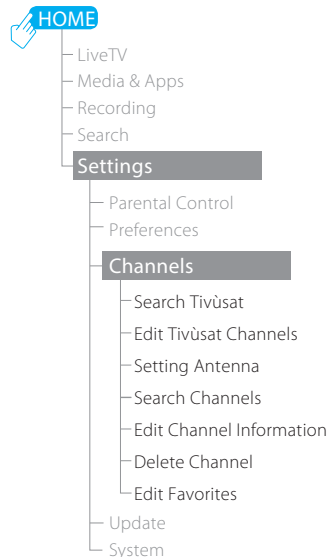 HOME
LiveTV
Media & Apps
Recording
Search
Settings
Parental Control
Preferences
Channels
Search Tivùsat
Edit Tivùsat Channels
Setting Antenna
Search Channels
Edit Channel Information
Delete Channel
Edit Favorites
Update
System